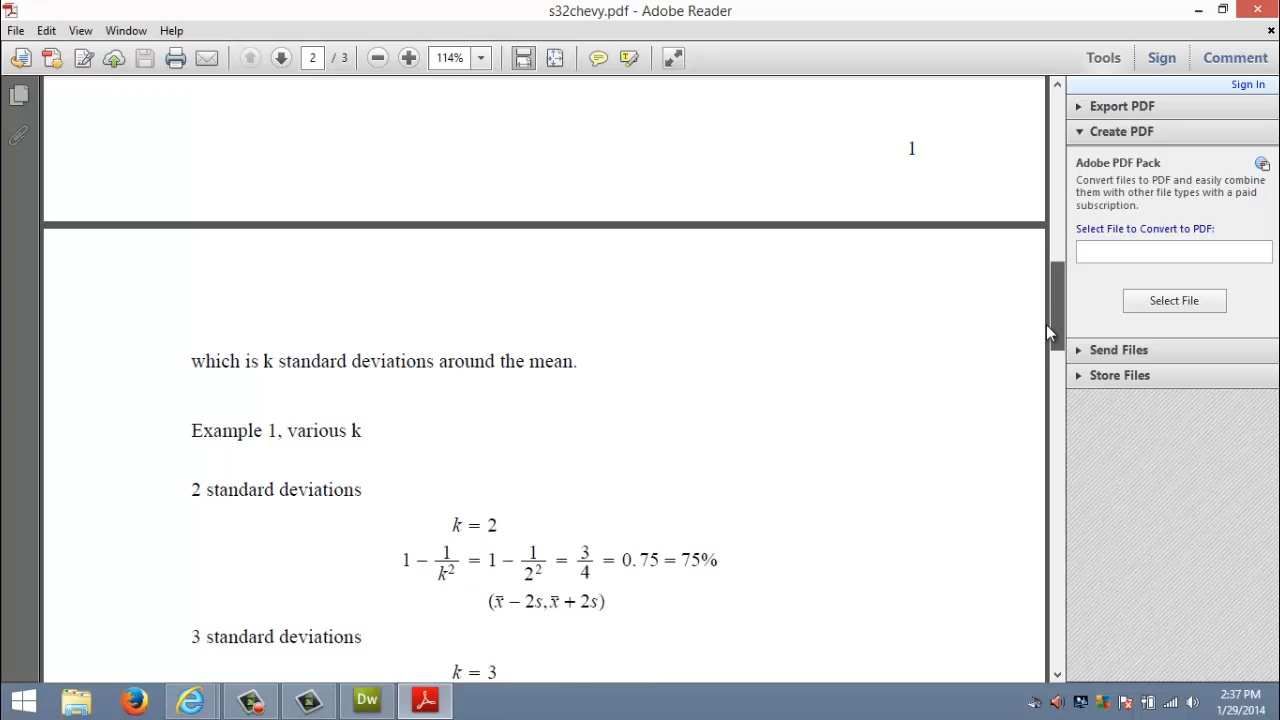 s32chevy.pdf - Adobe Reader
File Edit View Window Help
2 / 3 114% Tools Sign Comment
Sign In
Export PDF
Create PDF
Adobe PDF Pack
Convert files to PDF and easily combine
them with other file types with a paid
subscription.
Select File to Convert to PDF:
Select File
Send Files
Store Files
1
which is k standard deviations around the mean.
Example 1, various k
2 standard deviations
k = 2
1 − 1/k² = 1 − 1/2² = 3/4 = 0.75 = 75%
(x̄ − 2s, x̄ + 2s)
3 standard deviations
k = 3
Dw
2:37 PM
1/29/2014